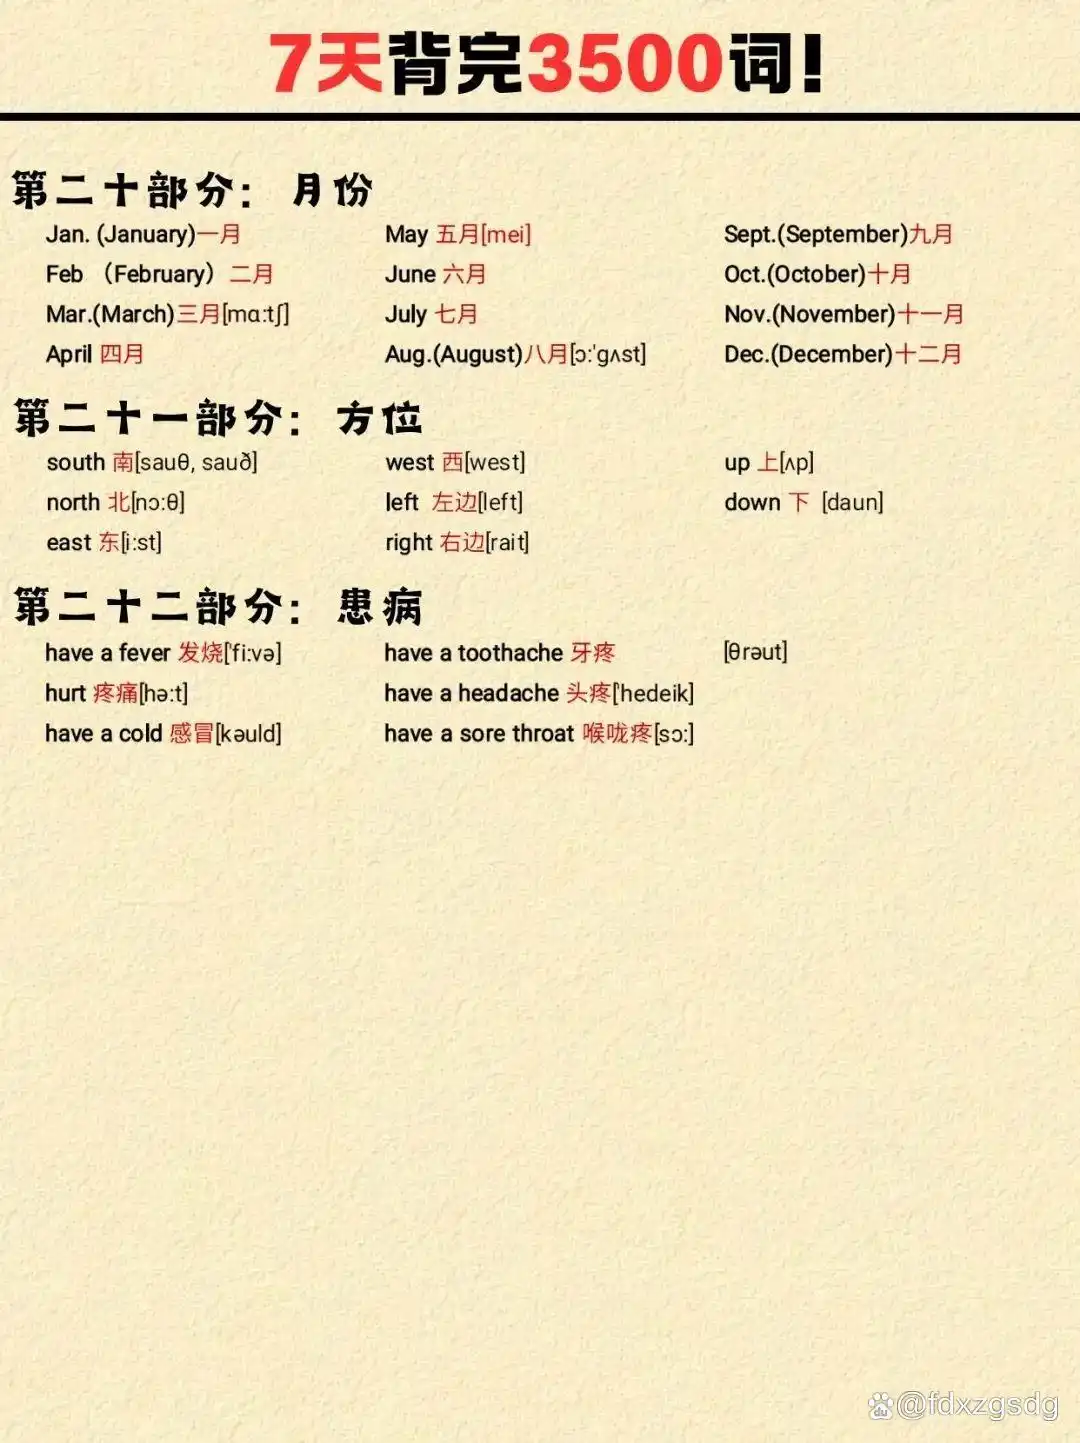 7天背完3500词!
第二十部分: 月份
Jan. (January)一月
Feb （February）二月
Mar.(March)三月[mɑ:tʃ]
April 四月
May 五月[mei]
June 六月
July 七月
Aug.(August)八月[ɔ:'gʌst]
Sept.(September)九月
Oct.(October)十月
Nov.(November)十一月
Dec.(December)十二月
第二十一部分: 方位
south 南[sauθ, sauð]
north 北[nɔ:θ]
east 东[i:st]
west 西[west]
left 左边[left]
right 右边[rait]
up 上[ʌp]
down 下 [daun]
第二十二部分: 患病
have a fever 发烧['fi:və]
hurt 疼痛[hə:t]
have a cold 感冒[kəuld]
have a toothache 牙疼
have a headache 头疼['hedeik]
have a sore throat 喉咙疼[sɔ:]
[θrəut]
@fdxzgsdg